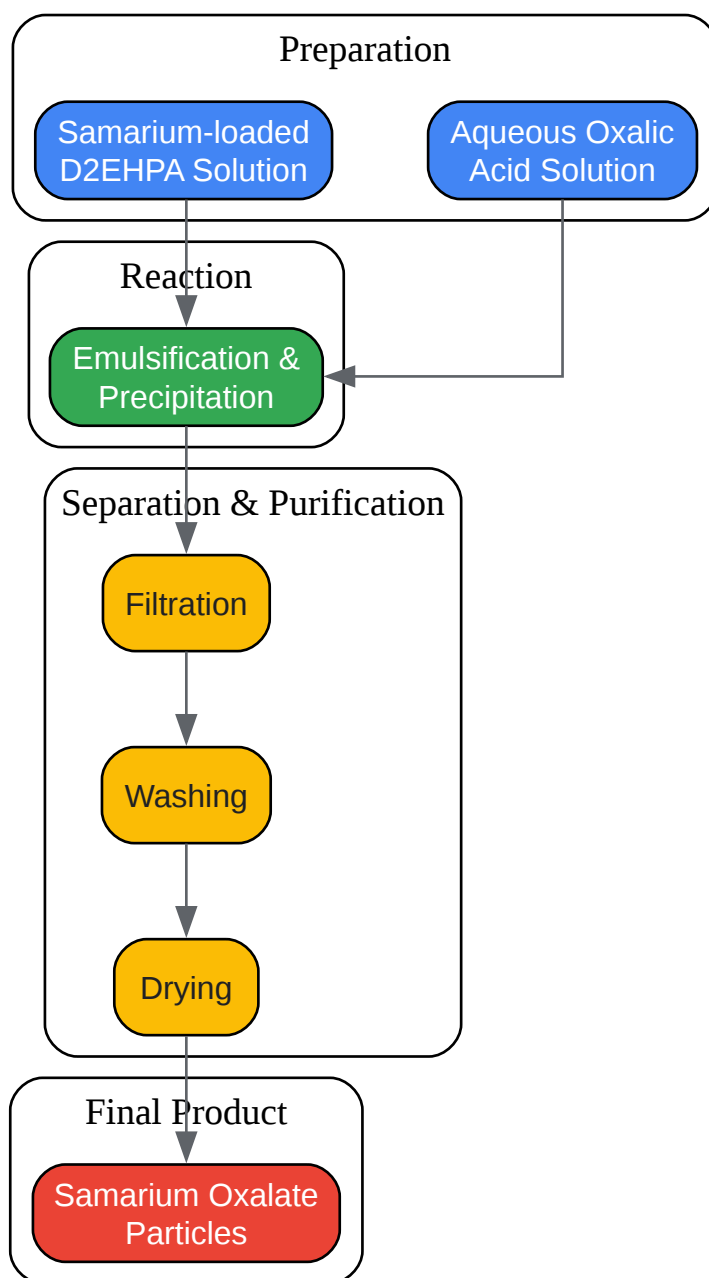 Preparation
Samarium-loaded
D2EHPA Solution
Aqueous Oxalic
Acid Solution
Reaction
Emulsification &
Precipitation
Separation & Purification
Filtration
Washing
Drying
Final Product
Samarium Oxalate
Particles